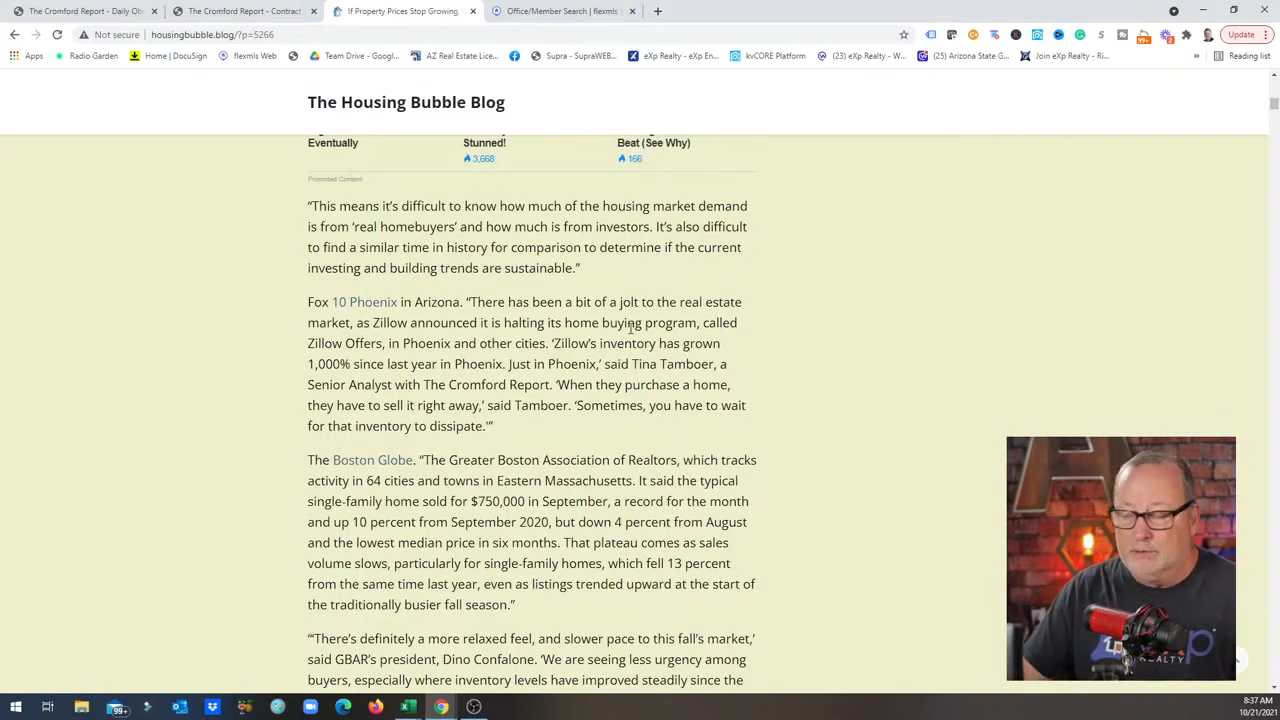 The Cromford Report - Daily Ob
The Cromford Report - Contract
If Property Prices Stop Growing,
Office/Member Search | flexmls
Not secure | housingbubble.blog/?p=5266
Update
Apps
Radio Garden
Home | DocuSign
flexmls Web
Team Drive - Googl...
AZ Real Estate Lice...
Supra - SupraWEB...
eXp Realty - eXp En...
kvCORE Platform
(23) eXp Realty - W...
(25) Arizona State G...
Join eXp Realty - Ri...
»
Reading list
The Housing Bubble Blog
Eventually
Stunned!
Beat (See Why)
3,668
166
Promoted Content
“This means it’s difficult to know how much of the housing market demand
is from ‘real homebuyers’ and how much is from investors. It’s also difficult
to find a similar time in history for comparison to determine if the current
investing and building trends are sustainable.”
Fox 10 Phoenix in Arizona. “There has been a bit of a jolt to the real estate
market, as Zillow announced it is halting its home buying program, called
Zillow Offers, in Phoenix and other cities. ‘Zillow’s inventory has grown
1,000% since last year in Phoenix. Just in Phoenix,’ said Tina Tamboer, a
Senior Analyst with The Cromford Report. ‘When they purchase a home,
they have to sell it right away,’ said Tamboer. ‘Sometimes, you have to wait
for that inventory to dissipate.'”
The Boston Globe. “The Greater Boston Association of Realtors, which tracks
activity in 64 cities and towns in Eastern Massachusetts. It said the typical
single-family home sold for $750,000 in September, a record for the month
and up 10 percent from September 2020, but down 4 percent from August
and the lowest median price in six months. That plateau comes as sales
volume slows, particularly for single-family homes, which fell 13 percent
from the same time last year, even as listings trended upward at the start of
the traditionally busier fall season.”
“‘There’s definitely a more relaxed feel, and slower pace to this fall’s market,’
said GBAR’s president, Dino Confalone. ‘We are seeing less urgency among
buyers, especially where inventory levels have improved steadily since the
REALTY
99+
8:37 AM
10/21/2021